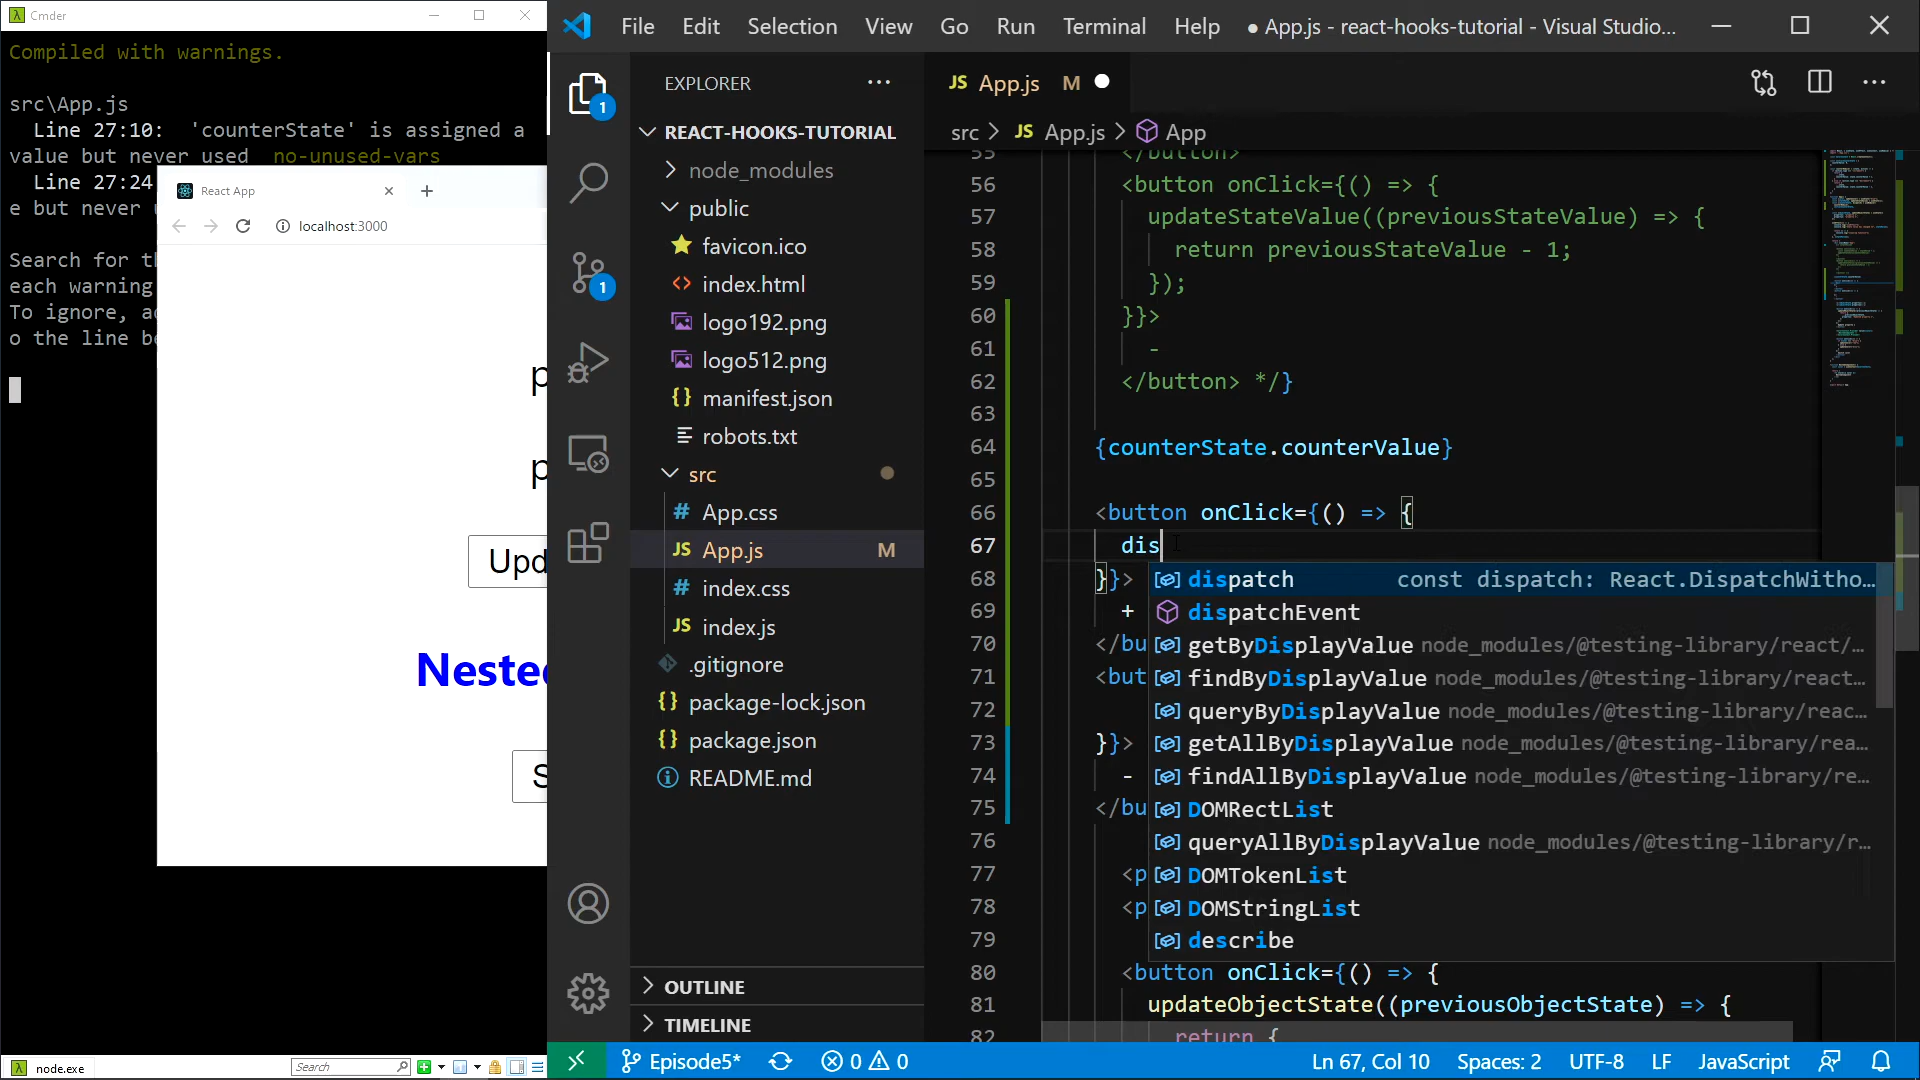 Cmder
Compiled with warnings.
src\App.js
Line 27:10:  'counterState' is assigned a
value but never used  no-unused-vars
Line 27:24
e but never
Search for
each warning
To ignore,
o the line
node.exe
Search
React App
localhost:3000
Nested
File Edit Selection View Go Run Terminal Help
● App.js - react-hooks-tutorial - Visual Studio...
EXPLORER
REACT-HOOKS-TUTORIAL
node_modules
public
favicon.ico
index.html
logo192.png
logo512.png
manifest.json
robots.txt
src
App.css
JS App.js M
index.css
JS index.js
.gitignore
package-lock.json
package.json
README.md
OUTLINE
TIMELINE
1
1
JS App.js M
src > JS App.js > App
55 </button>
56 <button onClick={() => {
57 updateStateValue((previousStateValue) => {
58 return previousStateValue - 1;
59 });
60 }}>
61 -
62 </button> */}
63
64 {counterState.counterValue}
65
66 <button onClick={() => {
67 dis
68 }}>
69 +
70 </bu
71 <but
72
73 }}>
74 -
75 </bu
76
77 <p
78 <p
79
80 <button onClick={() => {
81 updateObjectState((previousObjectState) => {
82 return {
dispatch const dispatch: React.DispatchWitho...
dispatchEvent
getByDisplayValue node_modules/@testing-library/react/...
findByDisplayValue node_modules/@testing-library/react...
queryByDisplayValue node_modules/@testing-library/reac...
getAllByDisplayValue node_modules/@testing-library/rea...
findAllByDisplayValue node_modules/@testing-library/re...
DOMRectList
queryAllByDisplayValue node_modules/@testing-library/r...
DOMTokenList
DOMStringList
describe
Episode5* 0 0 Ln 67, Col 10 Spaces: 2 UTF-8 LF JavaScript